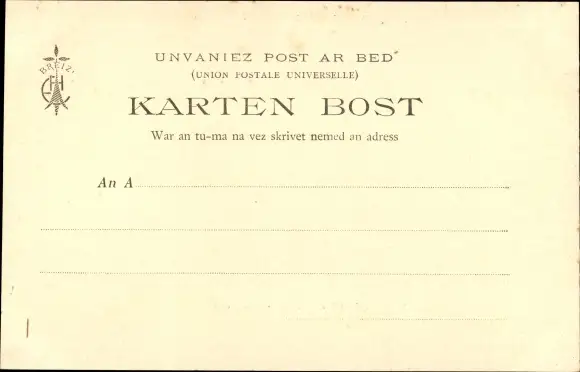 BREIZ
UNVANIEZ POST AR BED
(UNION POSTALE UNIVERSELLE)
KARTEN BOST
War an tu-ma na vez skrivet nemed an adress
An A